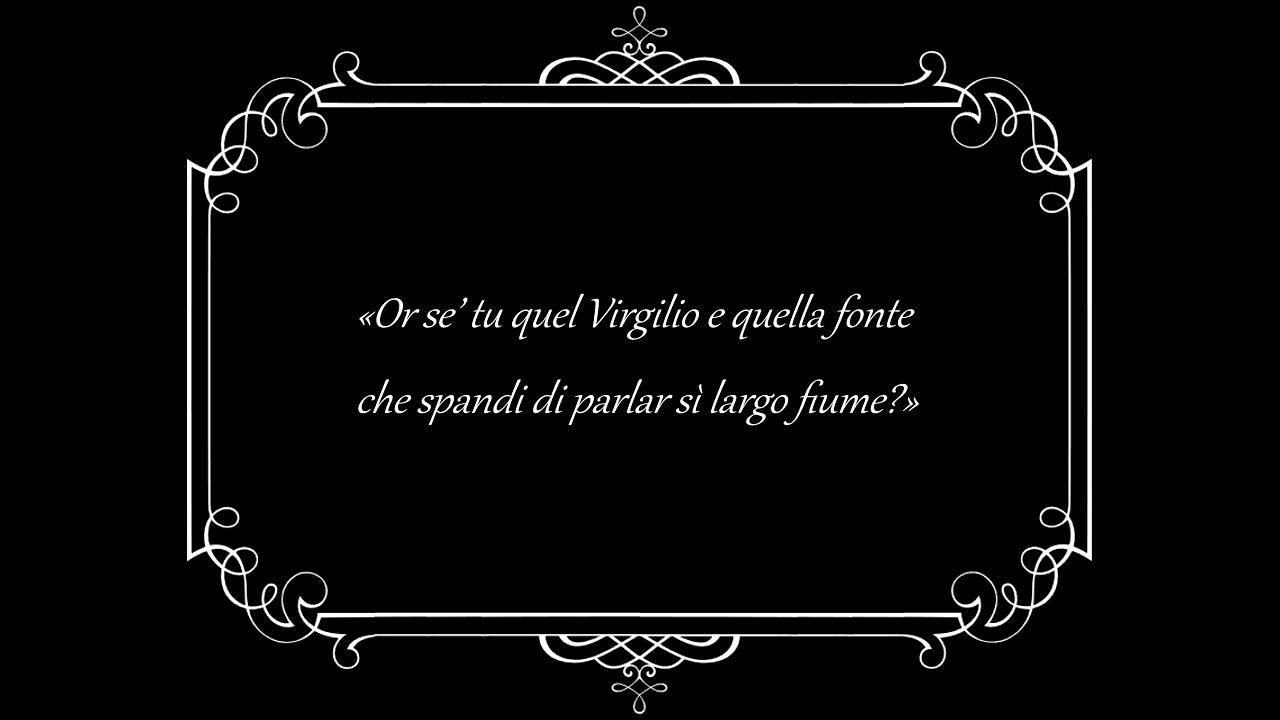 «Or se’ tu quel Virgilio e quella fonte
che spandi di parlar sì largo fiume?»